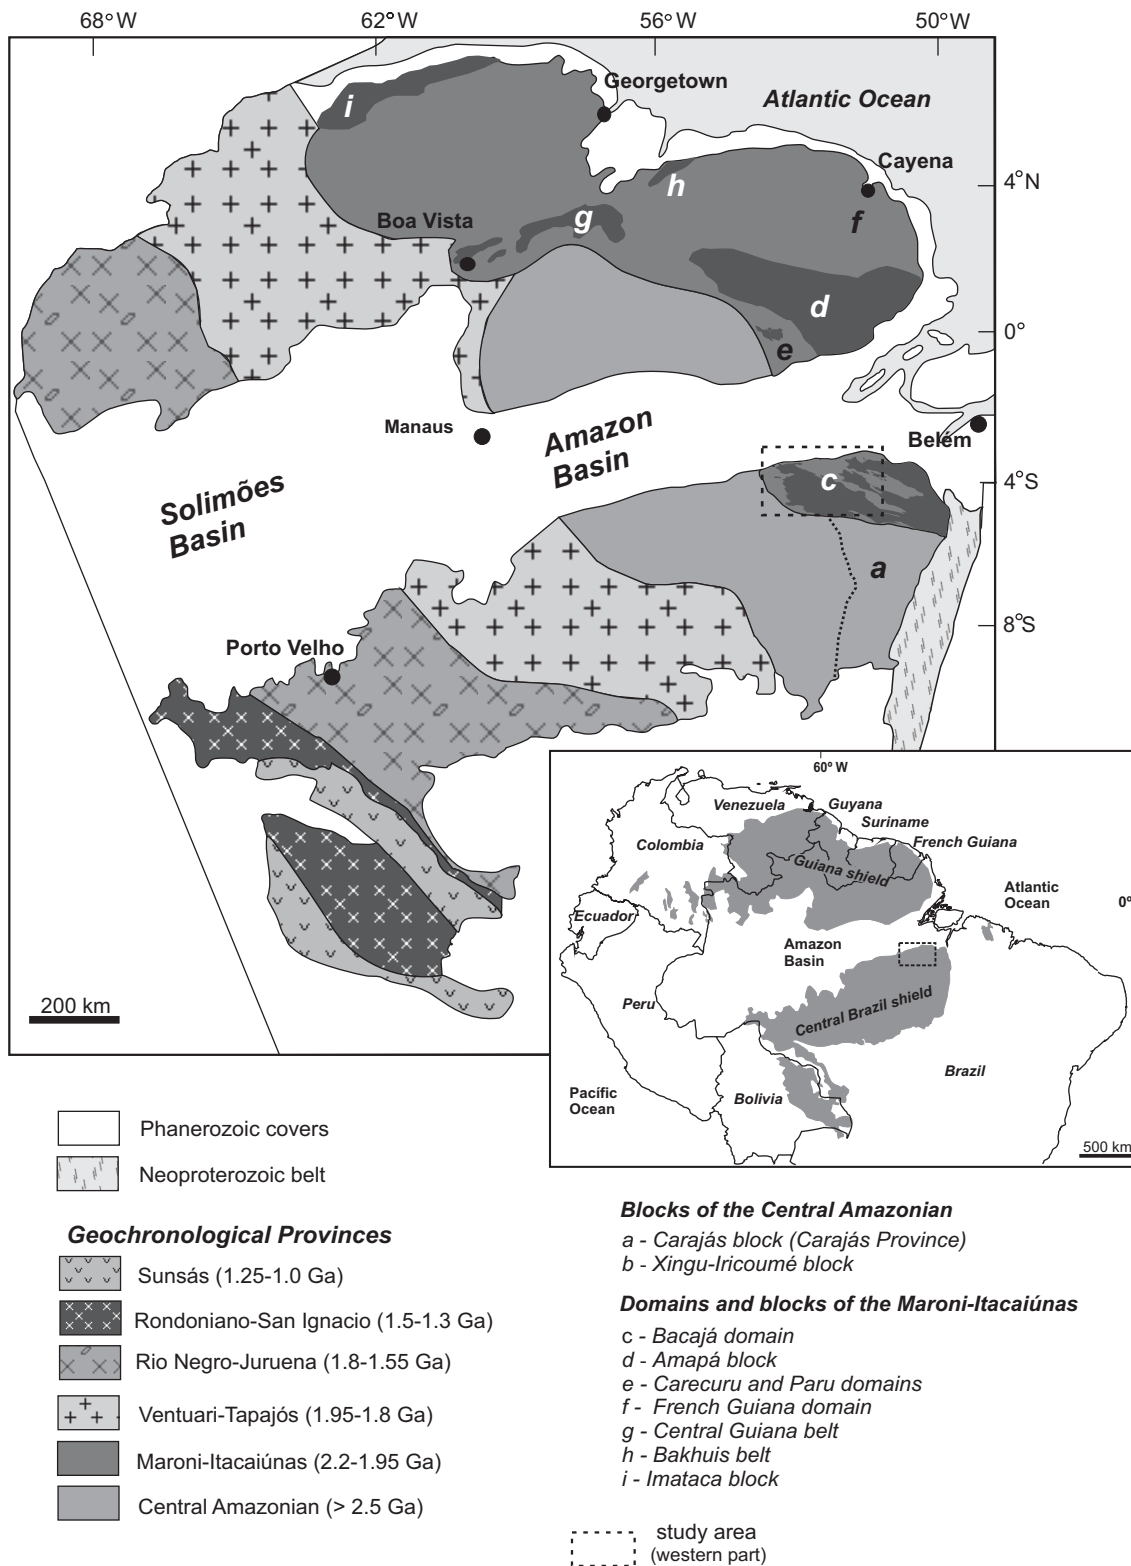 68°W 62°W 56°W 50°W
Georgetown
Atlantic Ocean
i
Cayena
h
4°N
f
Boa Vista
g
d
0°
e
Manaus
Amazon
Basin
Belém
c
4°S
Solimões
Basin
a
8°S
Porto Velho
200 km
60° W
Venezuela
Guyana
Suriname
French Guiana
Colombia
Guiana shield
Atlantic
Ocean
0°
Ecuador
Amazon
Basin
Peru
Central Brazil shield
Brazil
Bolivia
Pacífic
Ocean
500 km
Phanerozoic covers
Neoproterozoic belt
Geochronological Provinces
Sunsás (1.25-1.0 Ga)
Rondoniano-San Ignacio (1.5-1.3 Ga)
Rio Negro-Juruena (1.8-1.55 Ga)
Ventuari-Tapajós (1.95-1.8 Ga)
Maroni-Itacaiúnas (2.2-1.95 Ga)
Central Amazonian (> 2.5 Ga)
Blocks of the Central Amazonian
a - Carajás block (Carajás Province)
b - Xingu-Iricoumé block
Domains and blocks of the Maroni-Itacaiúnas
c - Bacajá domain
d - Amapá block
e - Carecuru and Paru domains
f - French Guiana domain
g - Central Guiana belt
h - Bakhuis belt
i - Imataca block
study area
(western part)